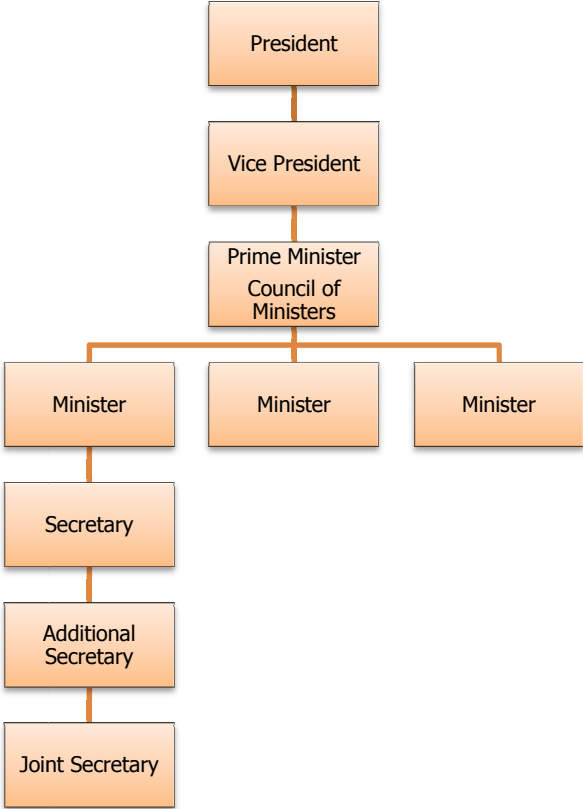 President
Vice President
Prime Minister
Council of
Ministers
Minister
Minister
Minister
Secretary
Additional
Secretary
Joint Secretary